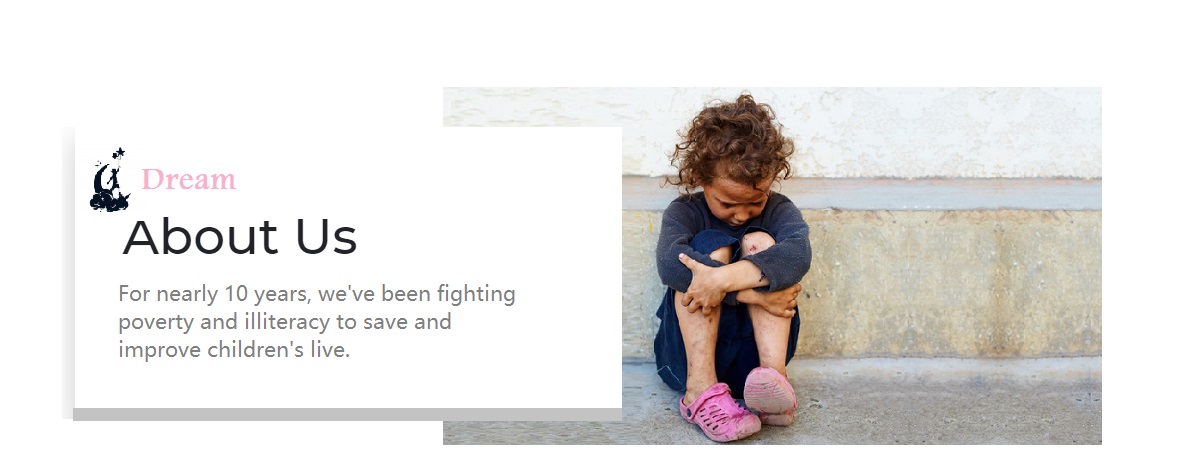 Dream
About Us
For nearly 10 years, we've been fighting
poverty and illiteracy to save and
improve children's live.